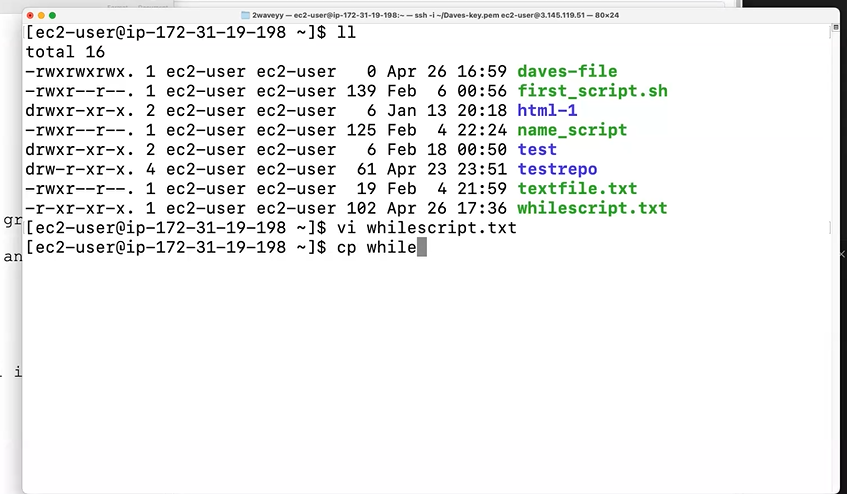 2waveyy — ec2-user@ip-172-31-19-198:~ — ssh -i ~/Daves-key.pem ec2-user@3.145.119.51 — 80×24
[ec2-user@ip-172-31-19-198 ~]$ ll
total 16
-rwxrwxrwx. 1 ec2-user ec2-user   0 Apr 26 16:59 daves-file
-rwxr--r--. 1 ec2-user ec2-user 139 Feb  6 00:56 first_script.sh
drwxr-xr-x. 2 ec2-user ec2-user   6 Jan 13 20:18 html-1
-rwxr--r--. 1 ec2-user ec2-user 125 Feb  4 22:24 name_script
drwxr-xr-x. 2 ec2-user ec2-user   6 Feb 18 00:50 test
drw-r-xr-x. 4 ec2-user ec2-user  61 Apr 23 23:51 testrepo
-rwxr--r--. 1 ec2-user ec2-user  19 Feb  4 21:59 textfile.txt
-r-xr-xr-x. 1 ec2-user ec2-user 102 Apr 26 17:36 whilescript.txt
gr
[ec2-user@ip-172-31-19-198 ~]$ vi whilescript.txt
[ec2-user@ip-172-31-19-198 ~]$ cp while
an
i